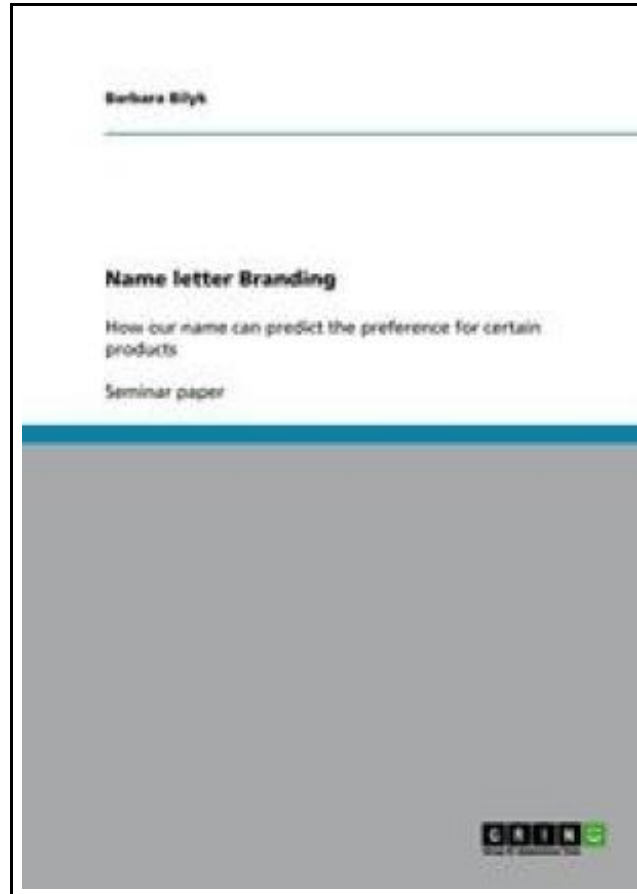 Barbara Bilyk
Name letter Branding
How our name can predict the preference for certain
products
Seminar paper
GRIN